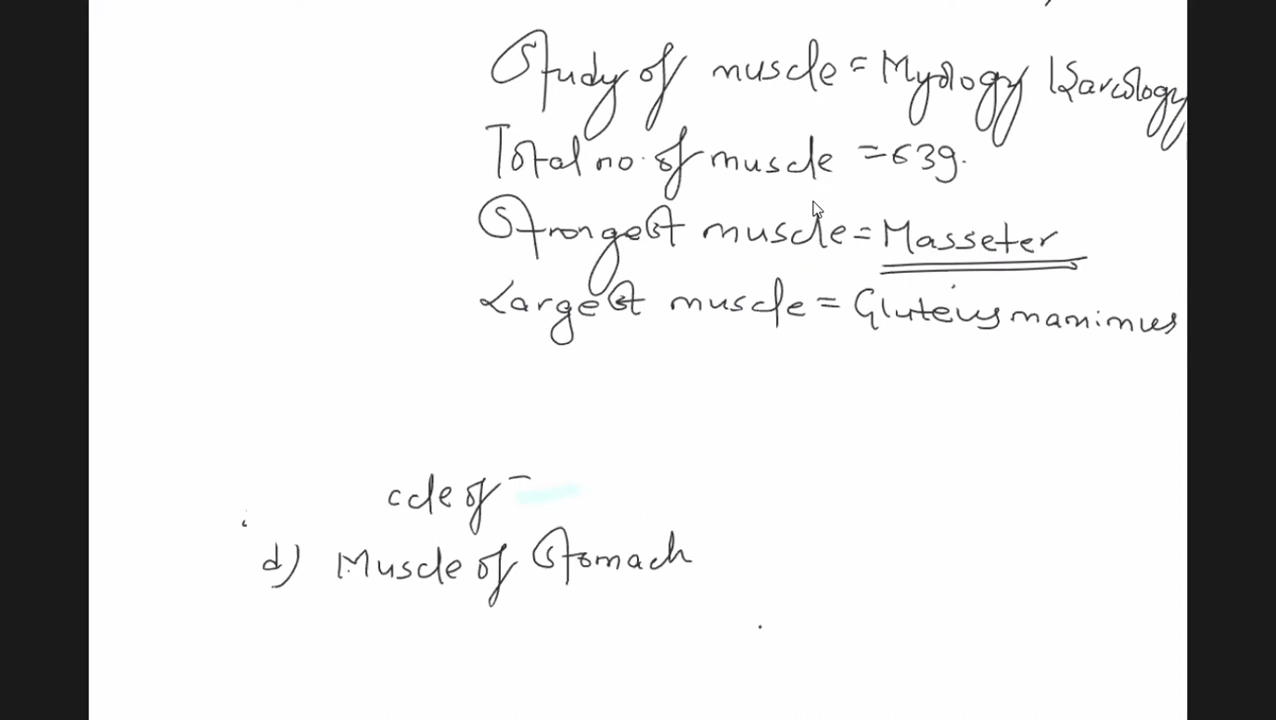 Study of muscle = Myology | Sarcology
Total no. of muscle = 639.
Strongest muscle = Masseter
Largest muscle = Gluteus maximus
cle of
d) Muscle of Stomach